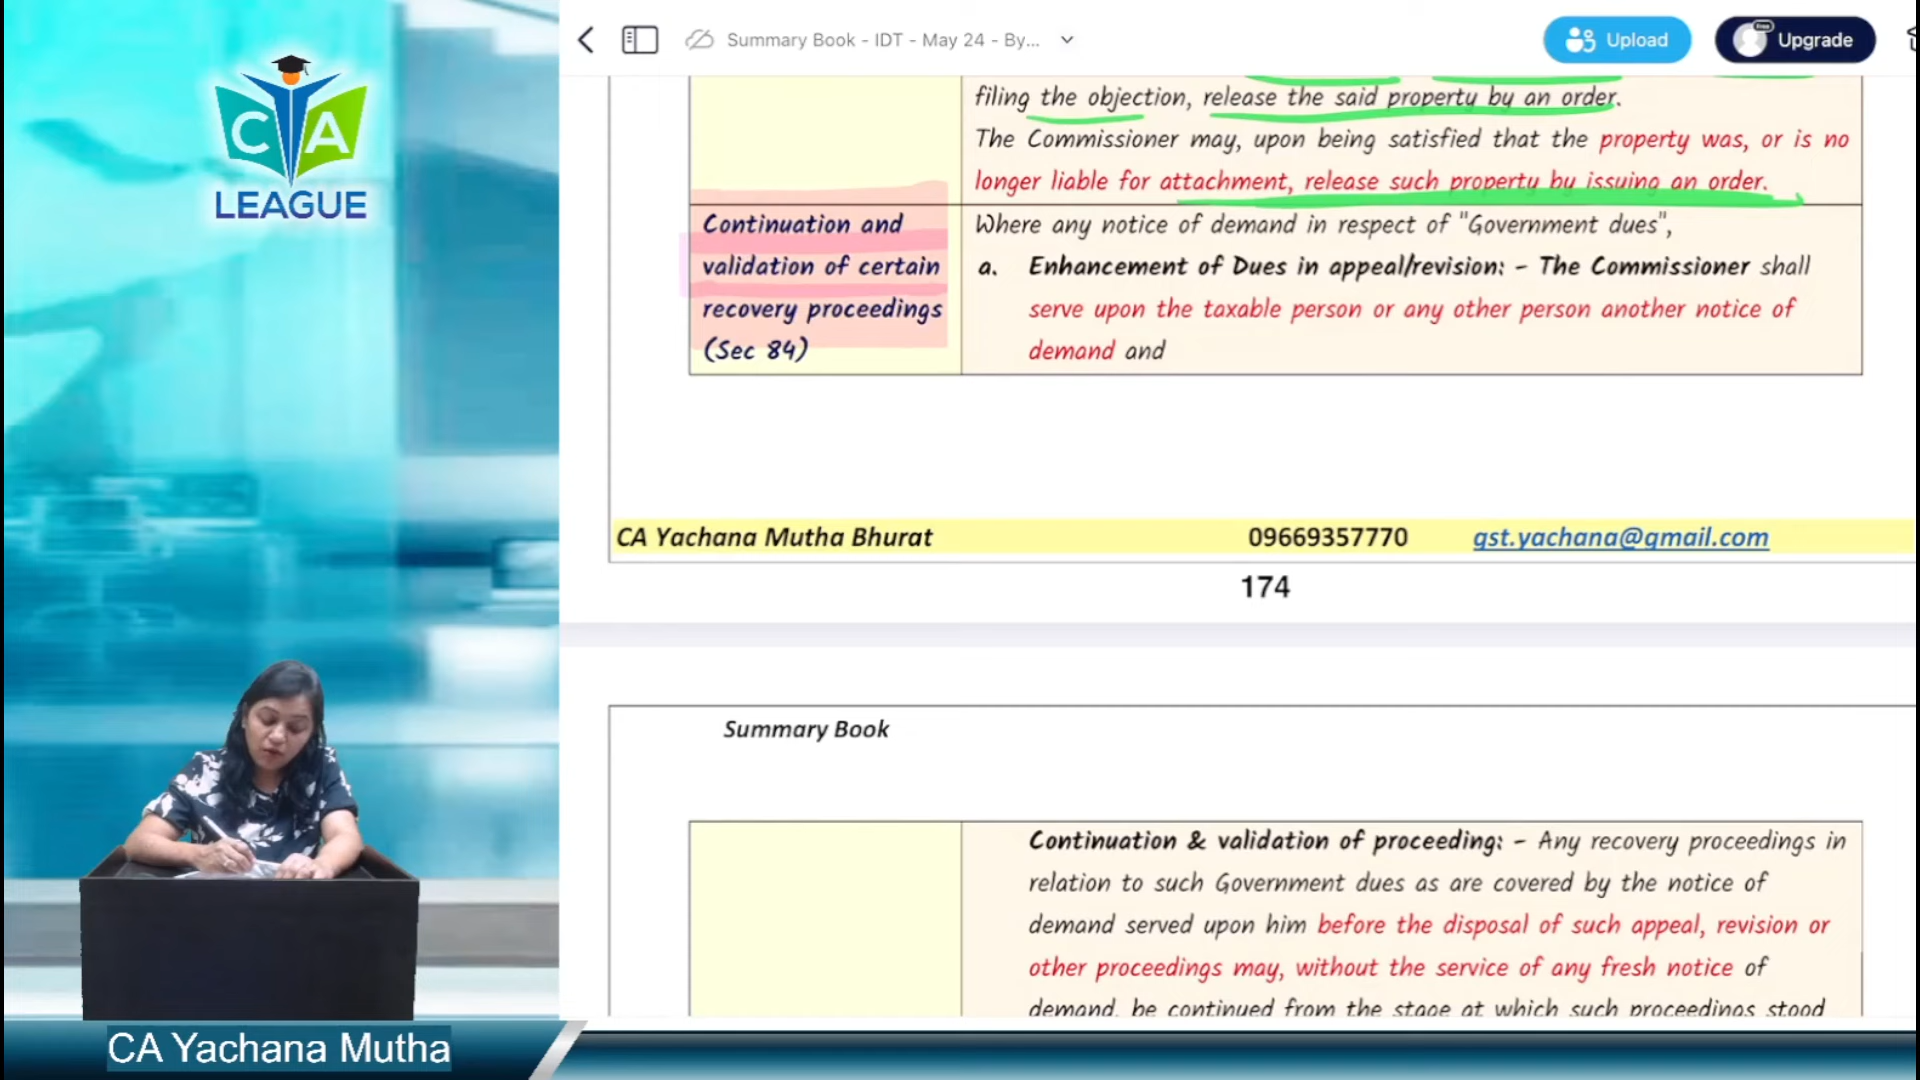 CA
LEAGUE
Summary Book - IDT - May 24 - By...
Upload
Upgrade
filing the objection, release the said property by an order.
The Commissioner may, upon being satisfied that the property was, or is no
longer liable for attachment, release such property by issuing an order.
Continuation and
validation of certain
recovery proceedings
(Sec 84)
Where any notice of demand in respect of "Government dues",
a. Enhancement of Dues in appeal/revision: - The Commissioner shall
serve upon the taxable person or any other person another notice of
demand and
CA Yachana Mutha Bhurat 09669357770 gst.yachana@gmail.com
174
Summary Book
Continuation & validation of proceeding: - Any recovery proceedings in
relation to such Government dues as are covered by the notice of
demand served upon him before the disposal of such appeal, revision or
other proceedings may, without the service of any fresh notice of
demand, be continued from the stage at which such proceedings stood
CA Yachana Mutha